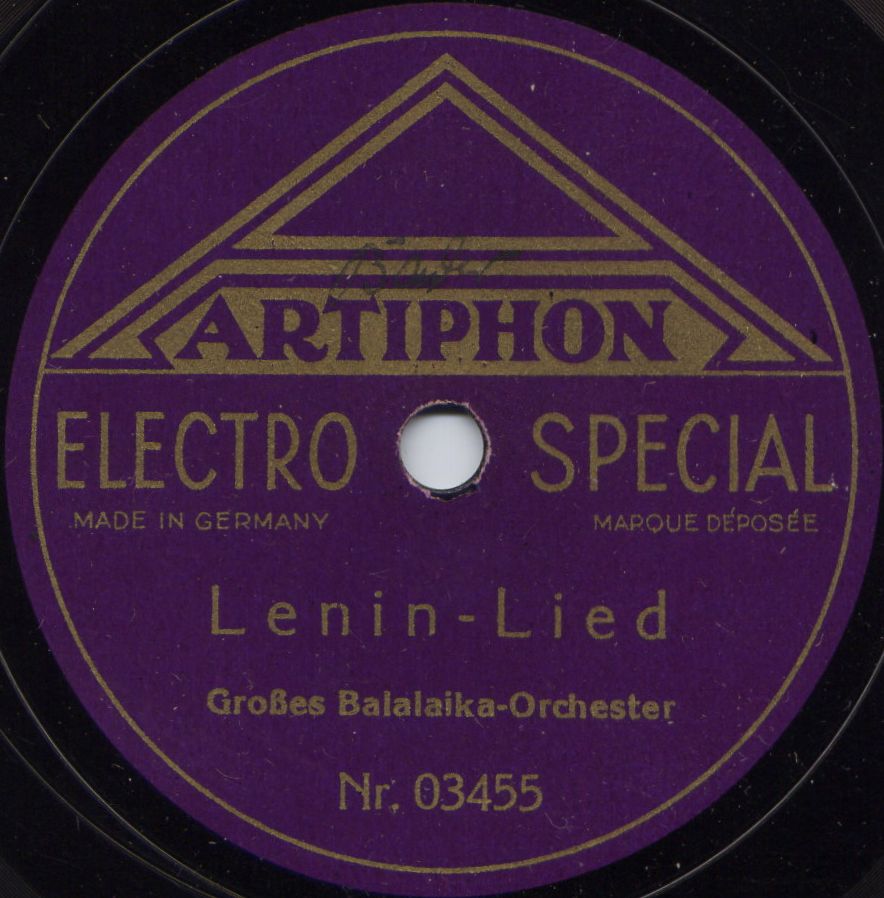 ARTIPHON
ELECTRO SPECIAL
MADE IN GERMANY MARQUE DÉPOSÉE
Lenin-Lied
Großes Balalaika-Orchester
Nr. 03455